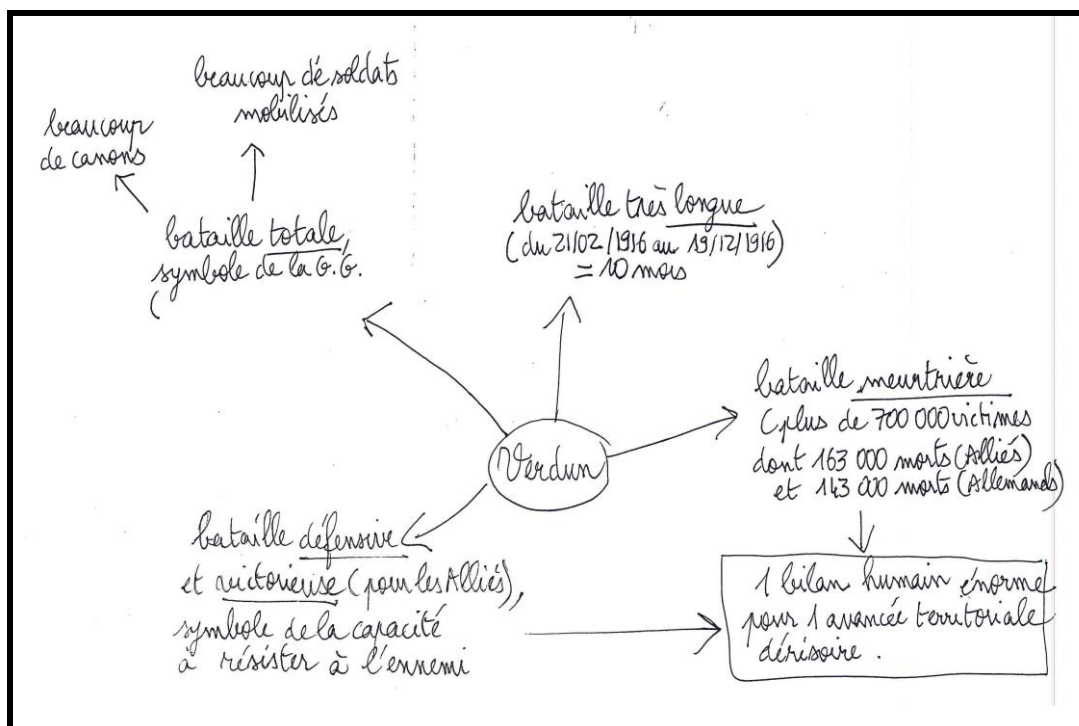 beaucoup de soldats
mobilisés
beaucoup
de canons
bataille totale,
symbole de la G.G.
(
bataille très longue
(du 21/02/1916 au 19/12/1916)
= 10 mois
bataille meurtrière
(plus de 700 000 victimes
dont 163 000 morts (Alliés)
et 143 000 morts (Allemands)
Verdun
bataille défensive
et victorieuse (pour les Alliés),
symbole de la capacité
à résister à l'ennemi
1 bilan humain énorme
pour 1 avancée territoriale
dérisoire.